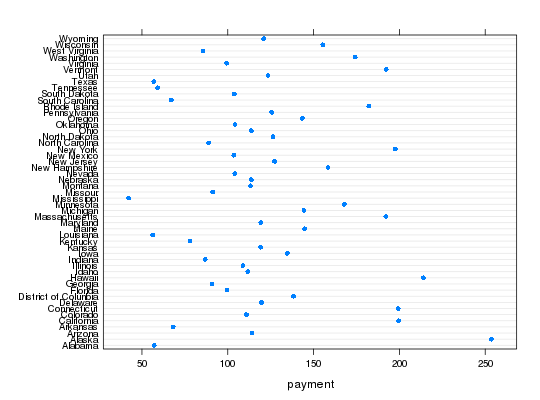 Wyoming
Wisconsin
West Virginia
Washington
Virginia
Vermont
Utah
Texas
Tennessee
South Dakota
South Carolina
Rhode Island
Pennsylvania
Oregon
Oklahoma
Ohio
North Dakota
North Carolina
New York
New Mexico
New Jersey
New Hampshire
Nevada
Nebraska
Montana
Missour
Mississippi
Minnesota
Michigan
Massachusetts
Maryland
Maine
Louisiana
Kentucky
Kansas
Iowa
Indiana
Illinois
Idaho
Hawaii
Georgia
Florida
District of Columbia
Delaware
Connecticut
Colorado
California
Arkansas
Arizona
Alaska
Alabama
50 100 150 200 250
payment